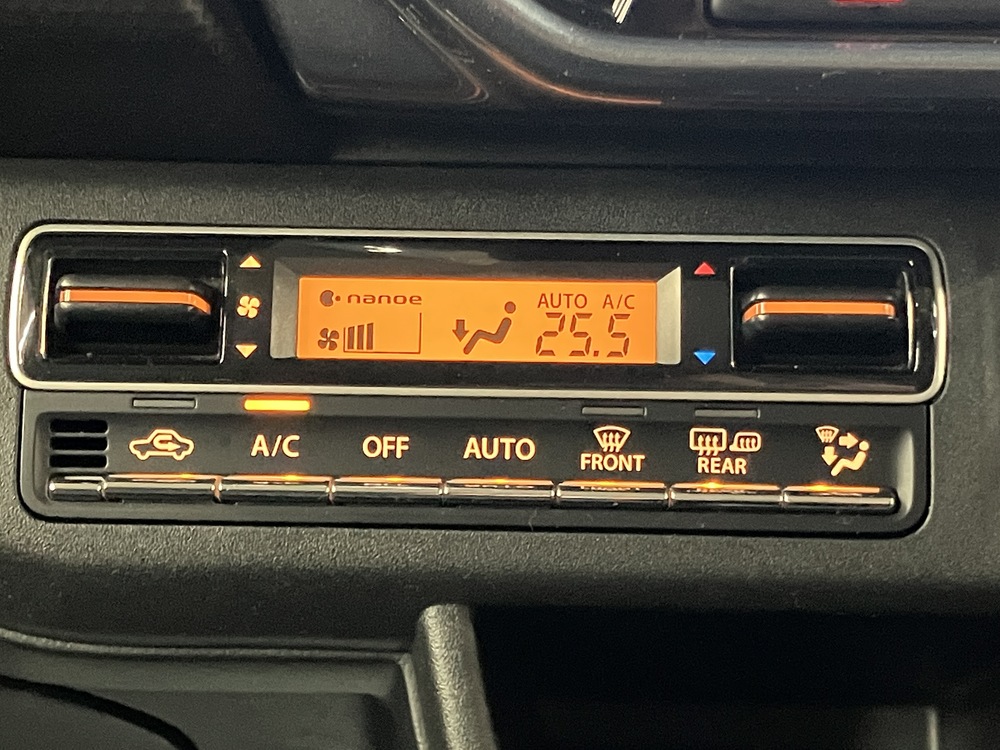 nanoe
AUTO A/C
25.5
A/C OFF AUTO FRONT REAR